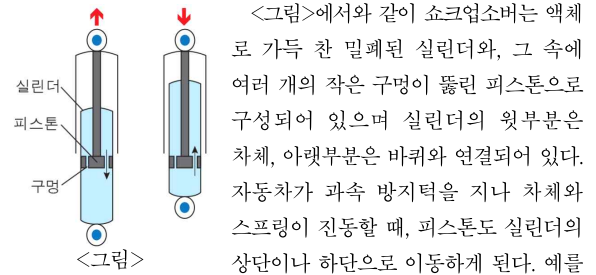 실린더
피스톤
구멍
<그림>
<그림>에서와 같이 쇼크업소버는 액체
로 가득 찬 밀폐된 실린더와, 그 속에
여러 개의 작은 구멍이 뚫린 피스톤으로
구성되어 있으며 실린더의 윗부분은
차체, 아랫부분은 바퀴와 연결되어 있다.
자동차가 과속 방지턱을 지나 차체와
스프링이 진동할 때, 피스톤도 실린더의
상단이나 하단으로 이동하게 된다. 예를